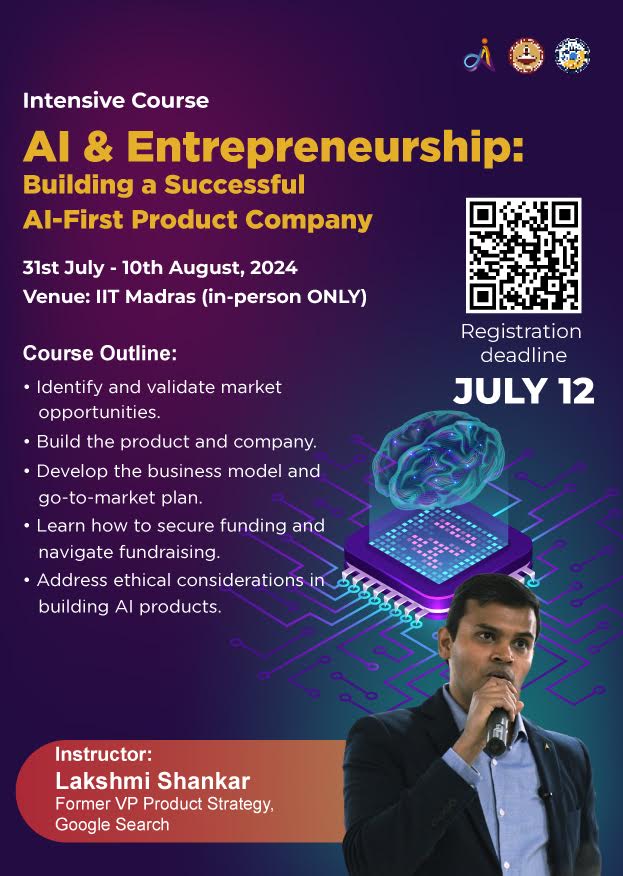 Intensive Course
AI & Entrepreneurship:
Building a Successful
AI-First Product Company
31st July - 10th August, 2024
Venue: IIT Madras (in-person ONLY)
Registration
deadline
JULY 12
Course Outline:
• Identify and validate market
opportunities.
• Build the product and company.
• Develop the business model and
go-to-market plan.
• Learn how to secure funding and
navigate fundraising.
• Address ethical considerations in
building AI products.
Instructor:
Lakshmi Shankar
Former VP Product Strategy,
Google Search